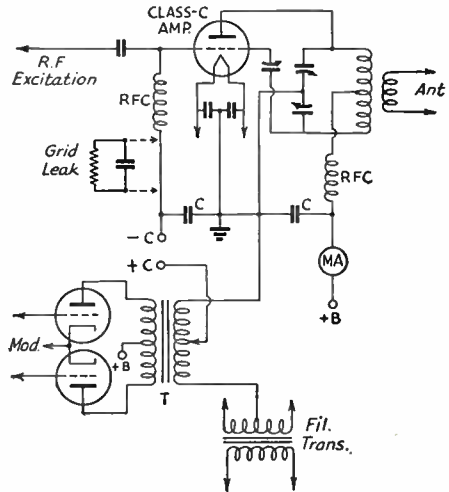 CLASS-C
AMP.
R.F
Excitation
RFC
Ant
Grid
Leak
RFC
C
C
- C
+ C
MA
+B
Mod.
+B
T
Fil.
Trans.